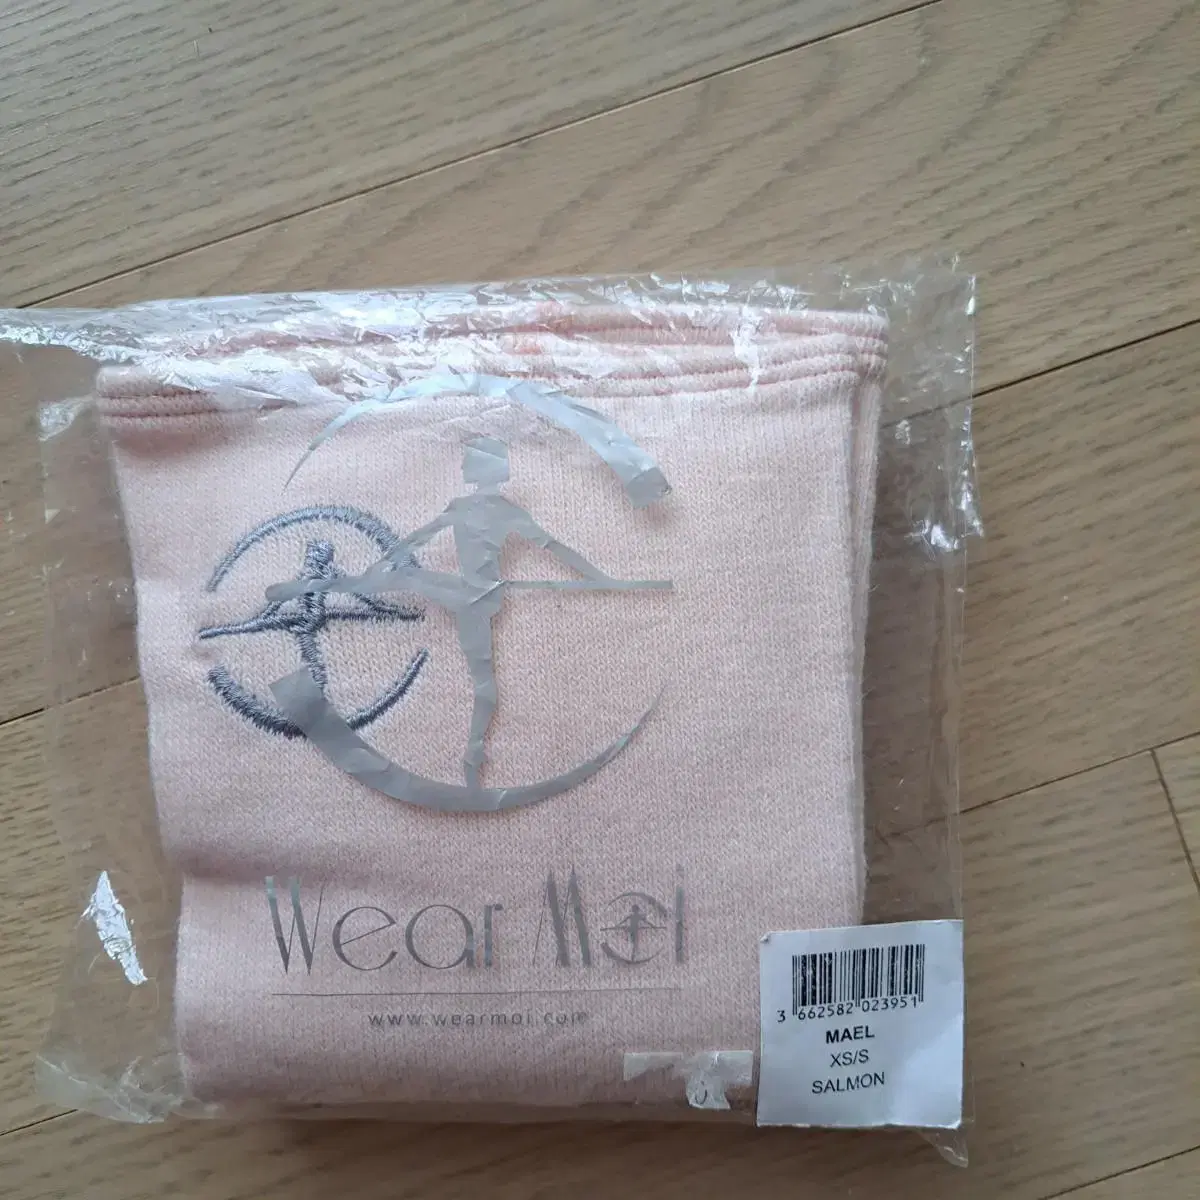 Wear Moi
www.wearmoi.com
3 662582 023951
MAEL
XS/S
SALMON